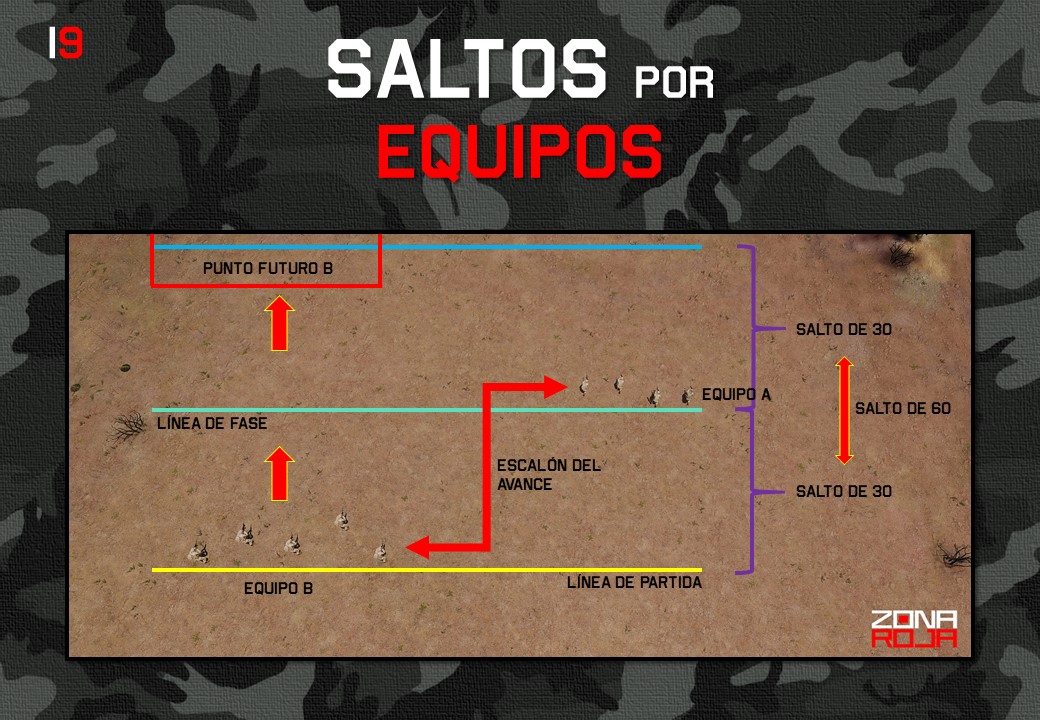 19
SALTOS POR
EQUIPOS
PUNTO FUTURO B
SALTO DE 30
EQUIPO A
SALTO DE 60
LÍNEA DE FASE
ESCALÓN DEL
AVANCE
SALTO DE 30
LÍNEA DE PARTIDA
EQUIPO B
ZONA
ROJA